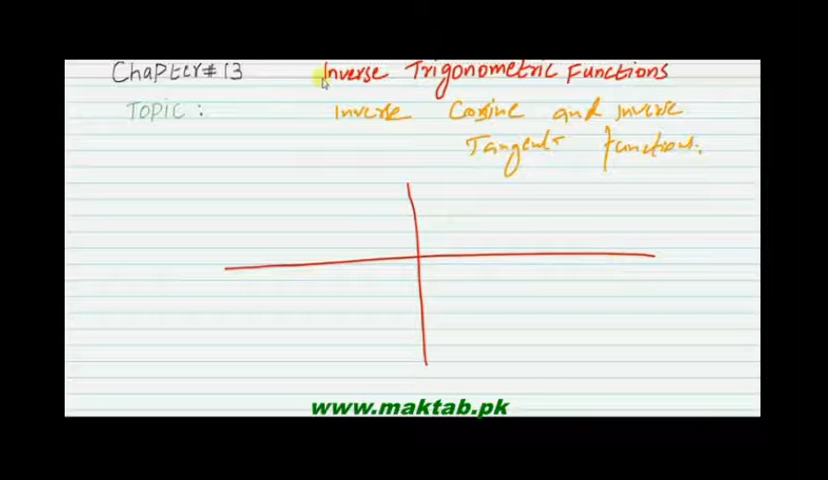 Chapter#13 Inverse Trigonometric Functions
Topic : Inverse Cosine and inverse
Tangent functions.
www.maktab.pk